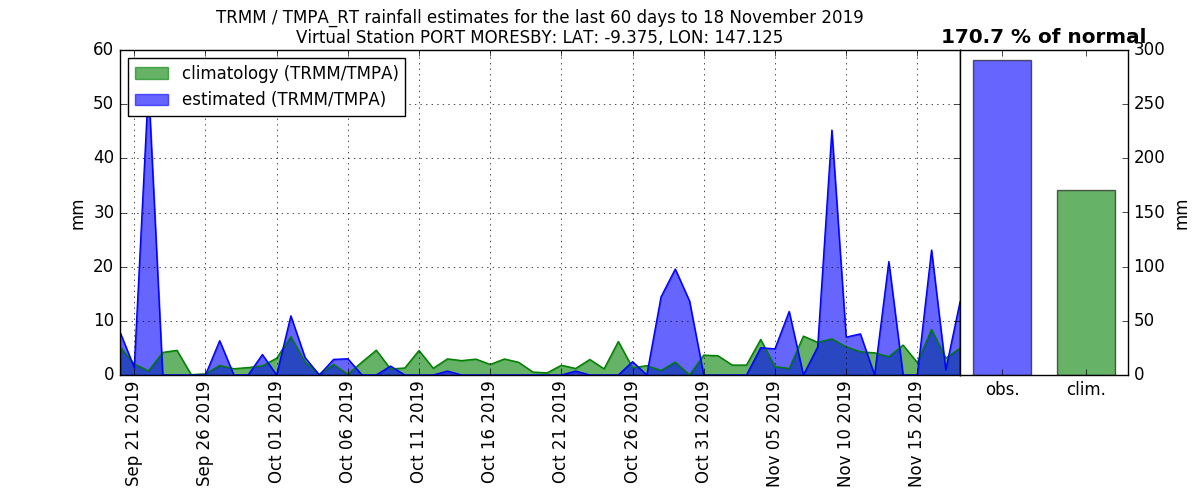 TRMM / TMPA_RT rainfall estimates for the last 60 days to 18 November 2019
Virtual Station PORT MORESBY: LAT: -9.375, LON: 147.125
170.7 % of normal
climatology (TRMM/TMPA)
estimated (TRMM/TMPA)
60
50
40
30
20
10
0
mm
300
250
200
150
100
50
0
mm
Sep 21 2019
Sep 26 2019
Oct 01 2019
Oct 06 2019
Oct 11 2019
Oct 16 2019
Oct 21 2019
Oct 26 2019
Oct 31 2019
Nov 05 2019
Nov 10 2019
Nov 15 2019
obs.
clim.